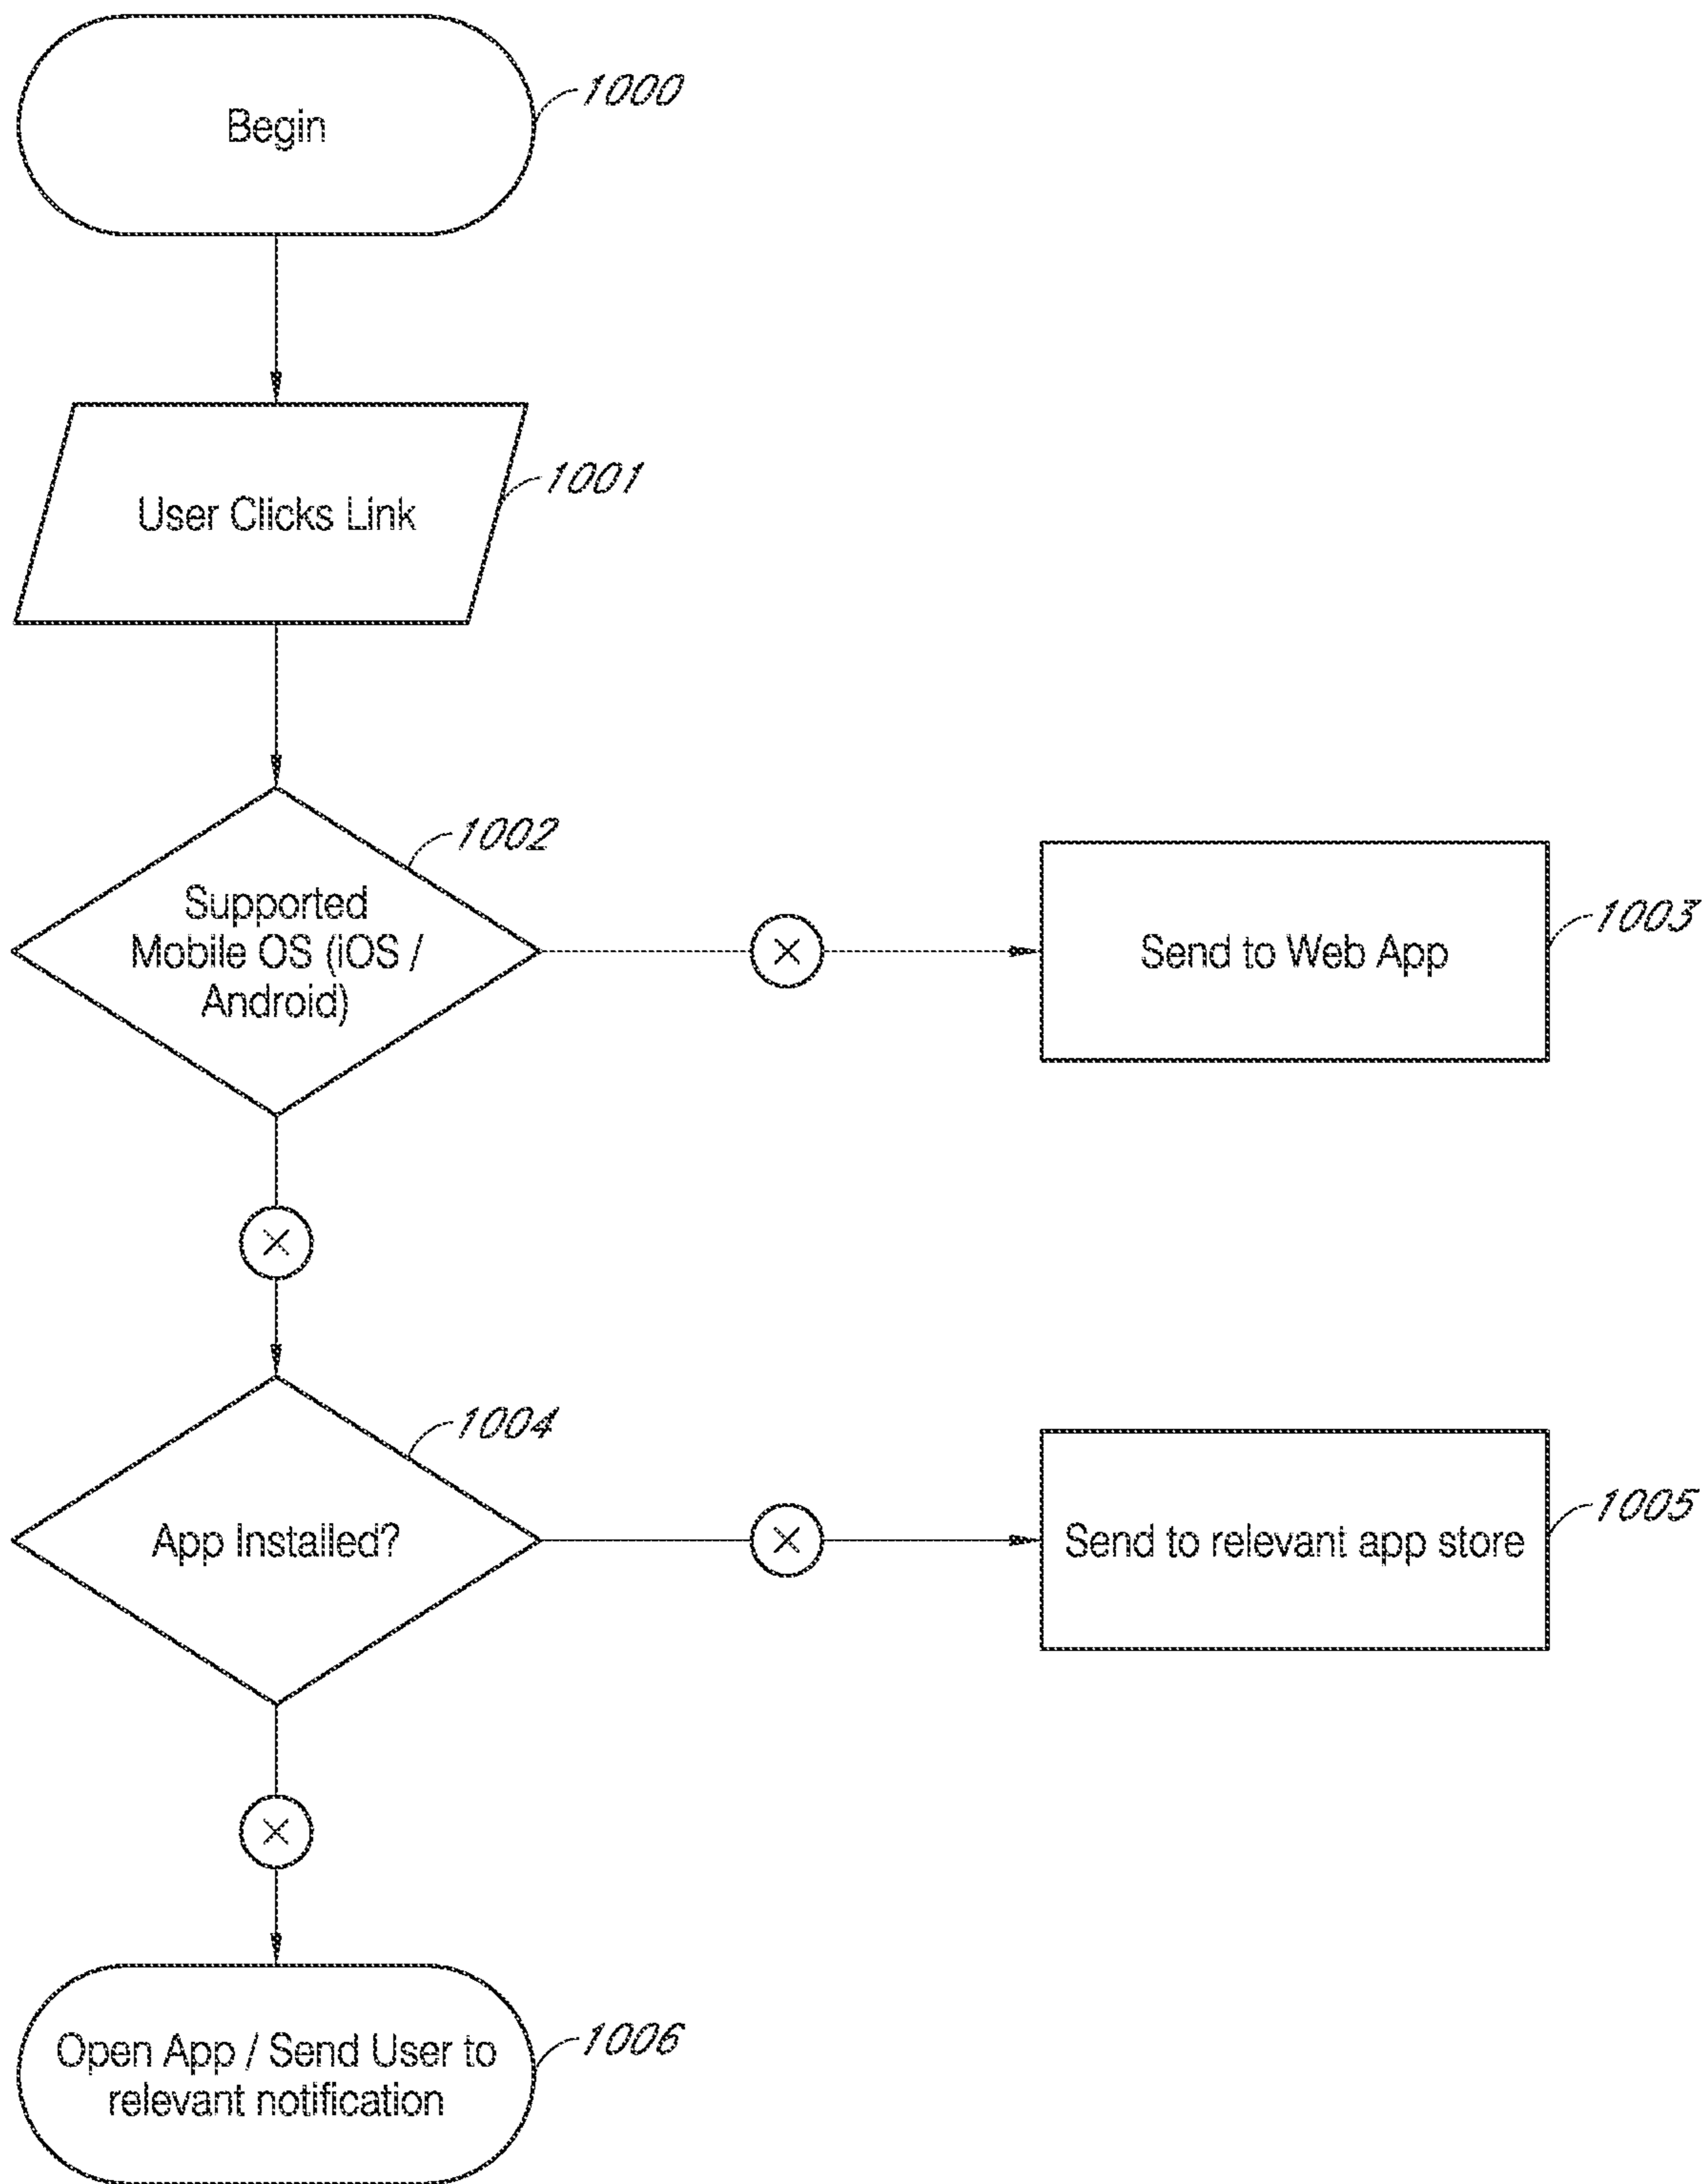 Begin
1000
User Clicks Link
1001
1002
Supported
Mobile OS (iOS /
Android)
Send to Web App
1003
1004
App Installed?
Send to relevant app store
1005
Open App / Send User to
relevant notification
1006